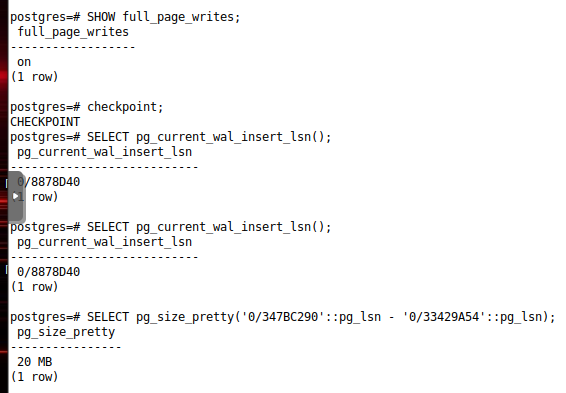 postgres=# SHOW full_page_writes;
full_page_writes
------------------
on
(1 row)
postgres=# checkpoint;
CHECKPOINT
postgres=# SELECT pg_current_wal_insert_lsn();
pg_current_wal_insert_lsn
---------------------------
0/8878D40
(1 row)
postgres=# SELECT pg_current_wal_insert_lsn();
pg_current_wal_insert_lsn
---------------------------
0/8878D40
(1 row)
postgres=# SELECT pg_size_pretty('0/347BC290'::pg_lsn - '0/33429A54'::pg_lsn);
pg_size_pretty
----------------
20 MB
(1 row)